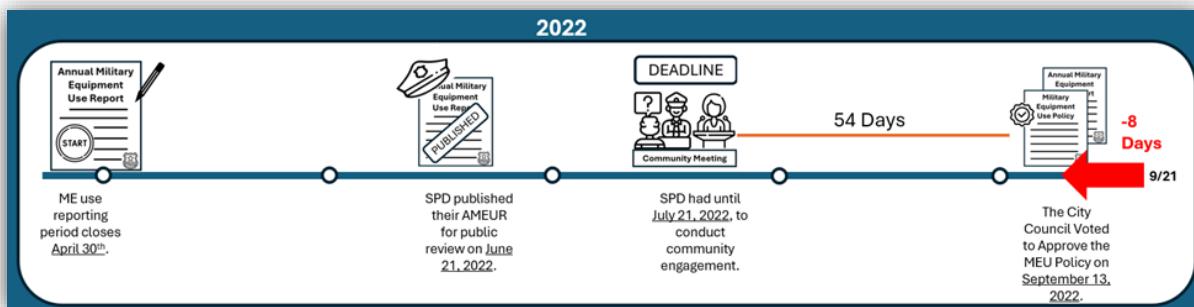 2022
Annual Military
Equipment
Use Report
START
ME use
reporting
period closes
April 30th.
Annual Military
Equipment
Use Report
PUBLISHED
SPD published
their AMEUR
for public
review on June
21, 2022.
DEADLINE
?
Community Meeting
SPD had until
July 21, 2022, to
conduct
community
engagement.
54 Days
Annual Military
Equipment
Report
Military
Equipment
Use Policy
-8
Days
9/21
The City
Council Voted
to Approve the
MEU Policy on
September 13,
2022.